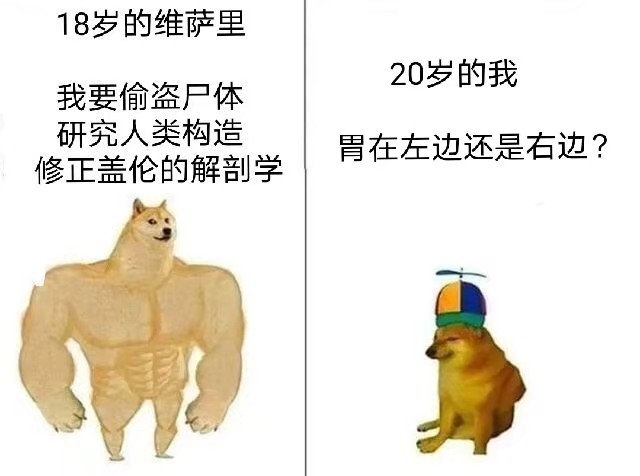 18岁的维萨里
我要偷盗尸体
研究人类构造
修正盖伦的解剖学
20岁的我
胃在左边还是右边？